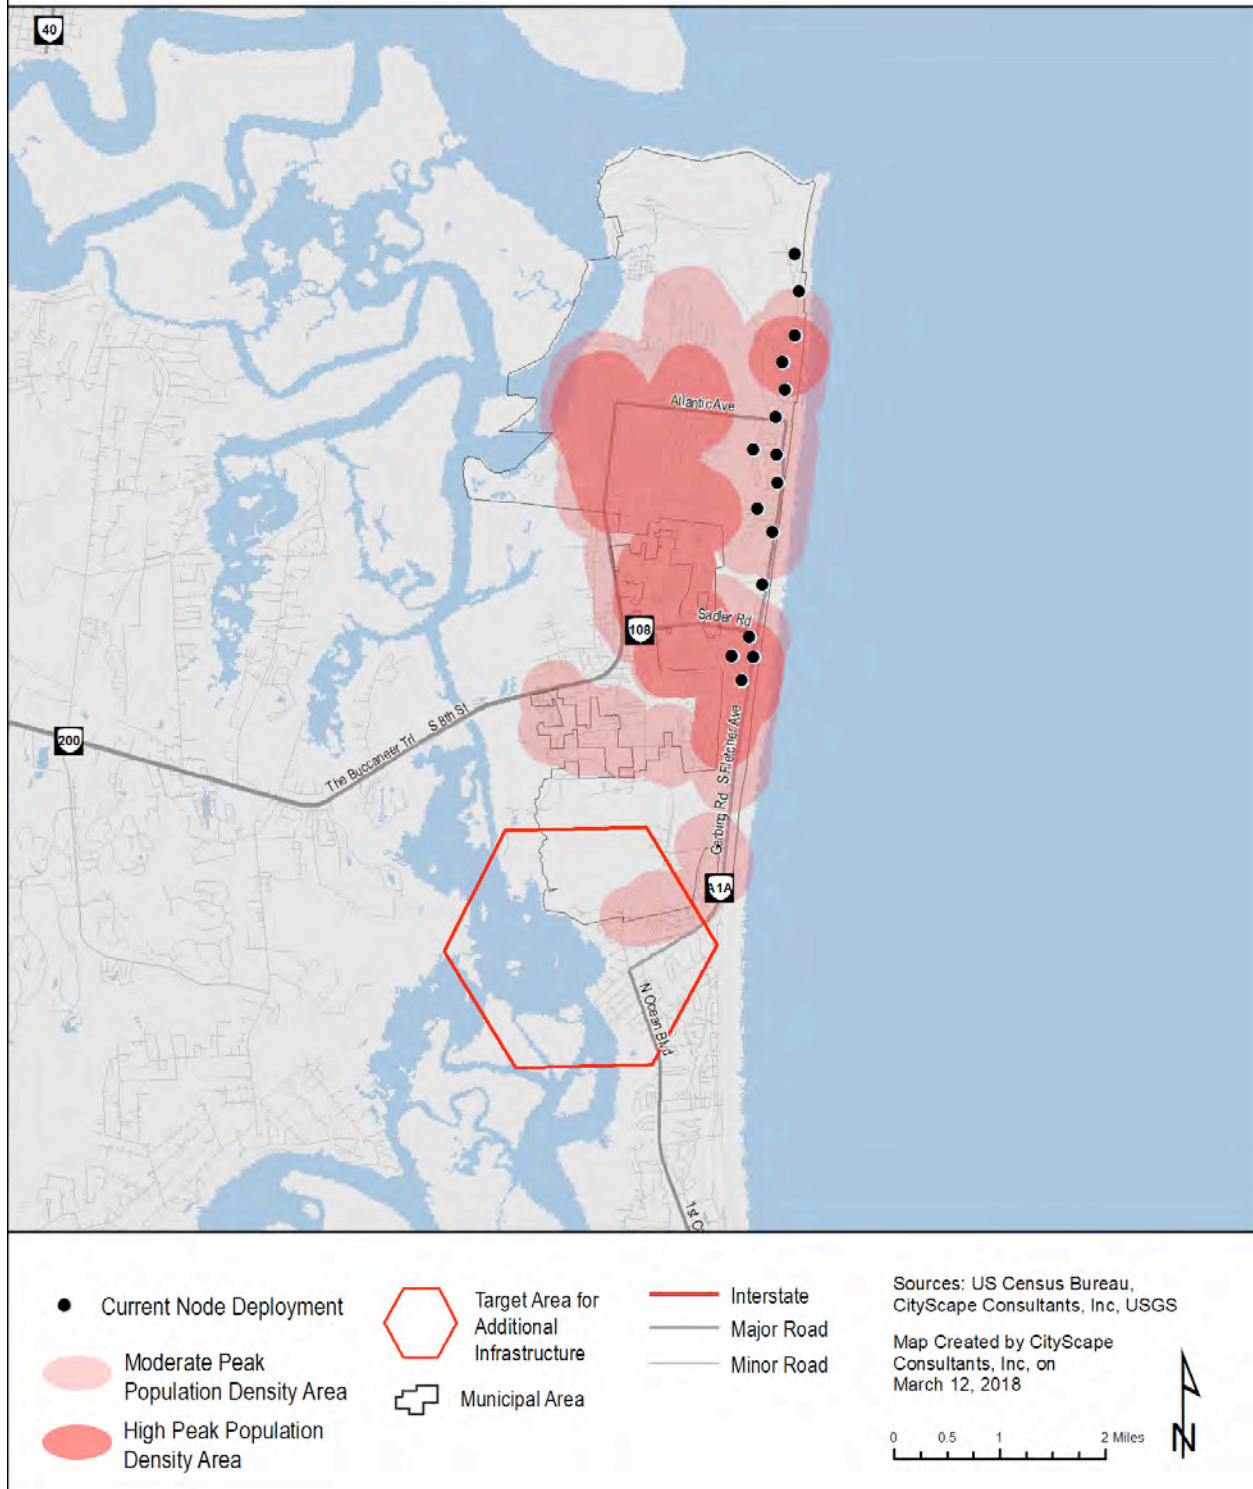 40
Atlantic Ave
Sadler Rd
108
S 8th St
The Buccaneer Trl
200
S Fletcher Ave
Gerbing Rd
A1A
N Ocean Blvd
Current Node Deployment
Moderate Peak
Population Density Area
High Peak Population
Density Area
Target Area for
Additional
Infrastructure
Municipal Area
Interstate
Major Road
Minor Road
Sources: US Census Bureau,
CityScape Consultants, Inc, USGS
Map Created by CityScape
Consultants, Inc, on
March 12, 2018
0 0.5 1 2 Miles
N